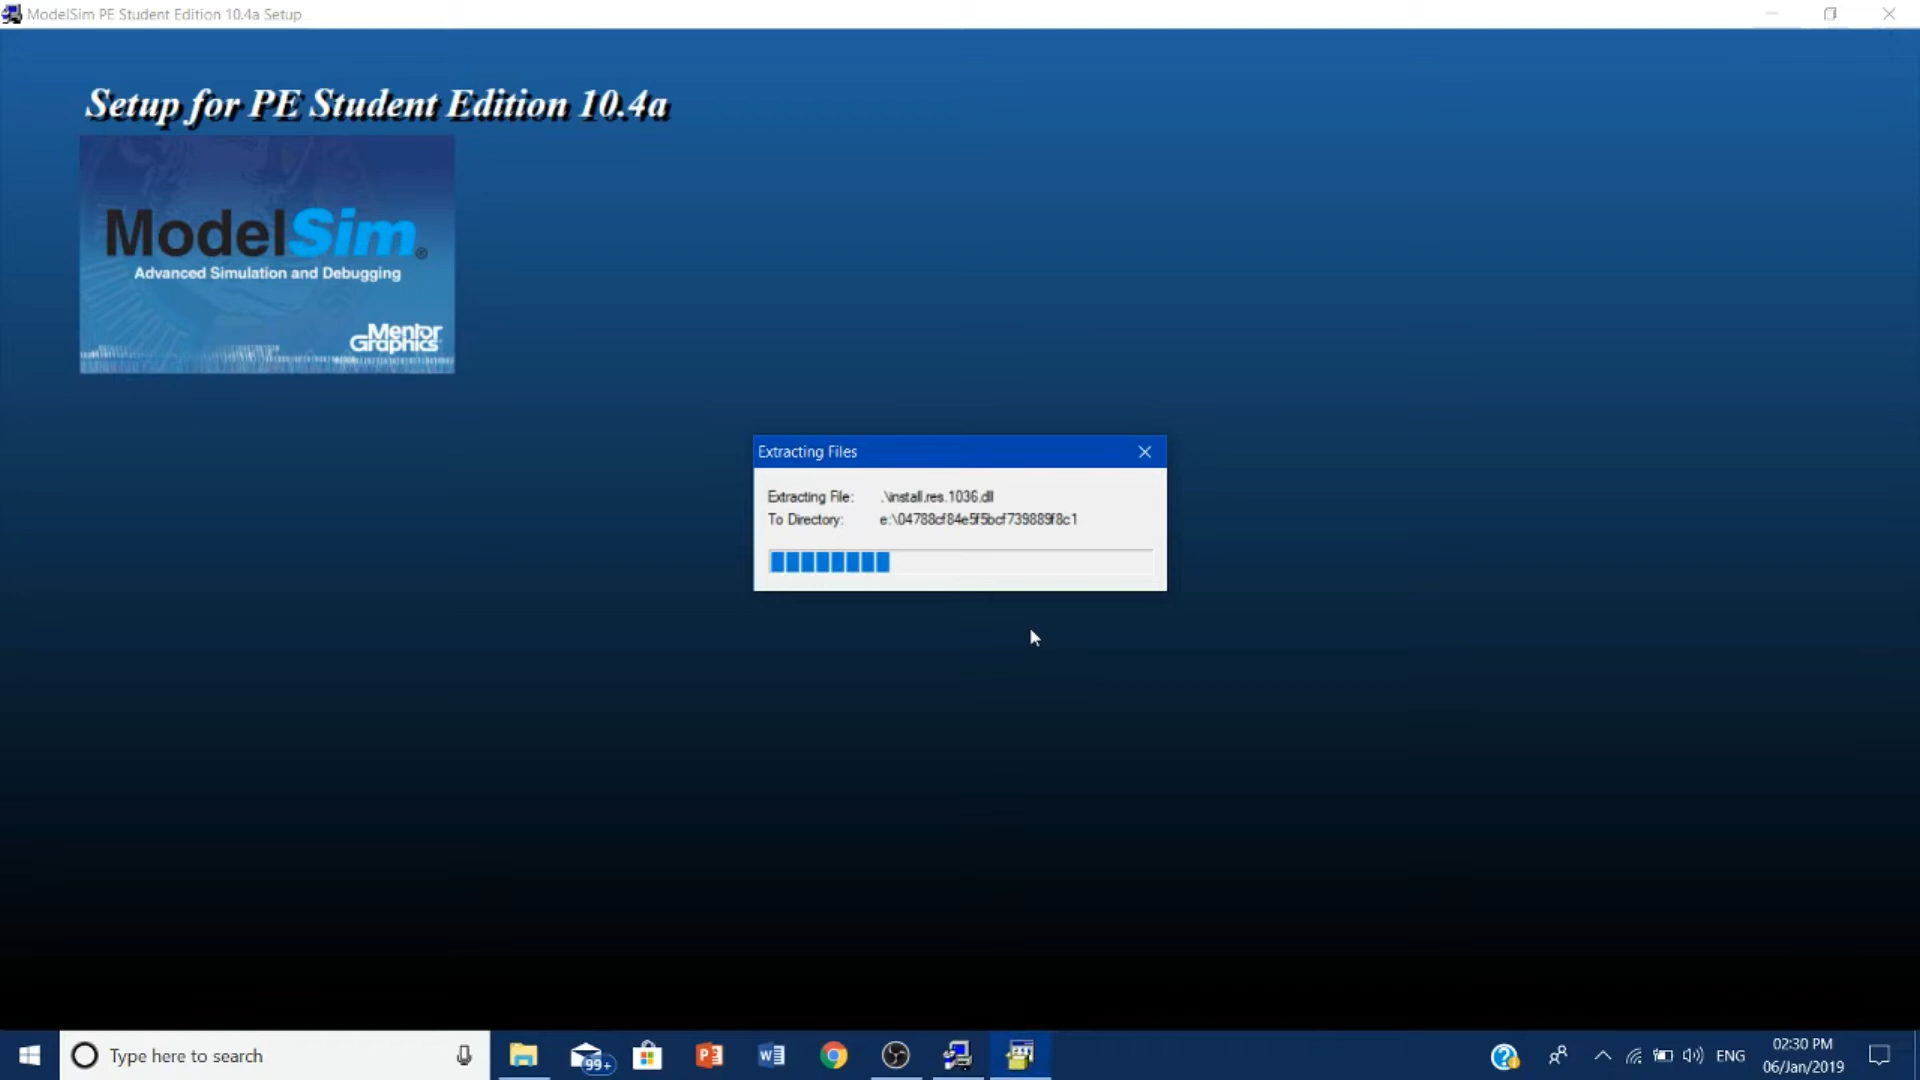 ModelSim PE Student Edition 10.4a Setup
Setup for PE Student Edition 10.4a
ModelSim®
Advanced Simulation and Debugging
Mentor
Graphics
Extracting Files
Extracting File: .\install.res.1036.dll
To Directory: e:\04788cf84e5f5bcf739889f8c1
Type here to search
99+
ENG
02:30 PM
06/Jan/2019